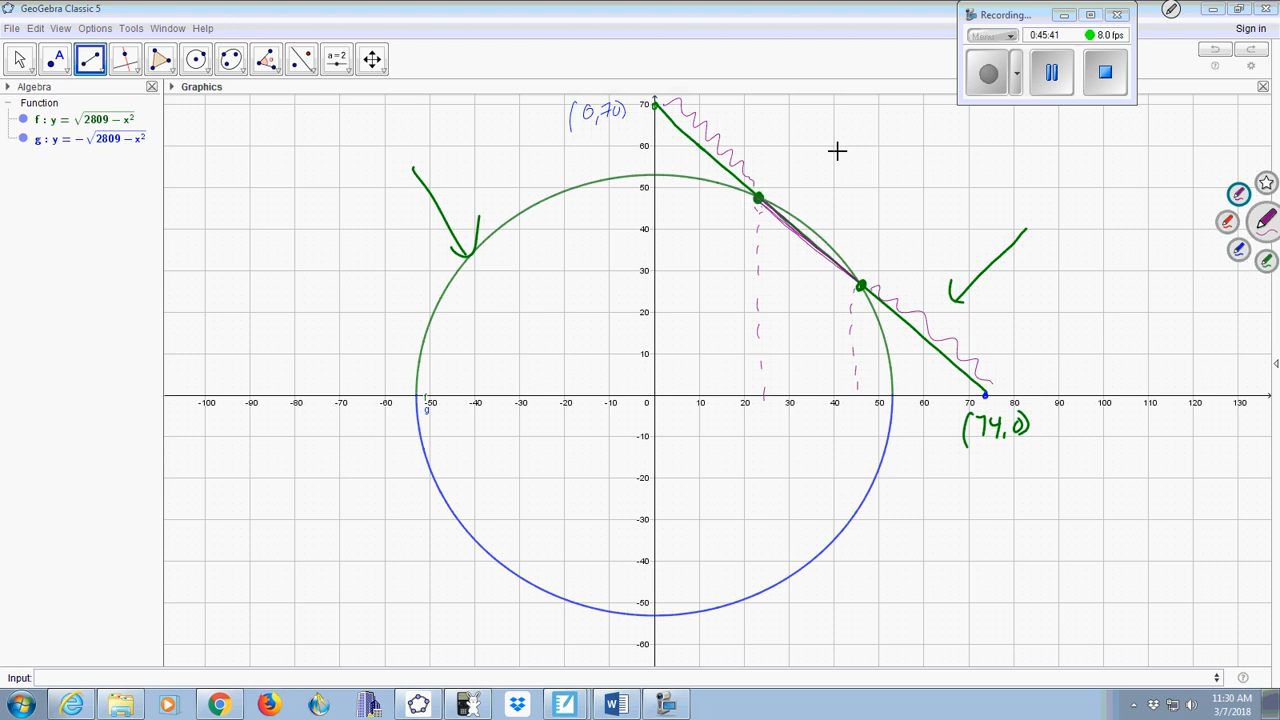 GeoGebra Classic 5
Recording...
File Edit View Options Tools Window Help
Menu
0:45:41
8.0 fps
Sign in
A
a=2
Algebra
Graphics
Function
f : y = √(2809 − x²)
g : y = −√(2809 − x²)
(0,70)
70
60
50
40
30
20
10
-100 -90 -80 -70 -60 -50 -40 -30 -20 -10 0 10 20 30 40 50 60 70 80 90 100 110 120 130
f
g
(74,0)
-10
-20
-30
-40
-50
-60
Input:
11:30 AM
3/7/2018